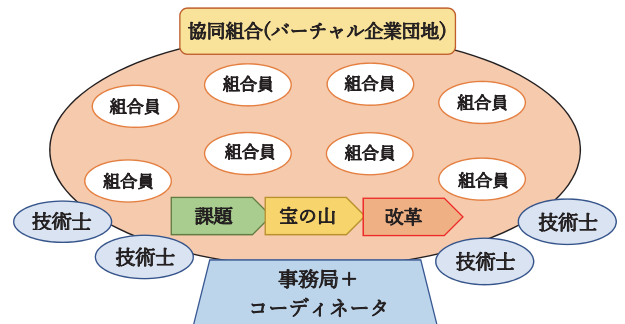 協同組合(バーチャル企業団地)
組合員
組合員
組合員
組合員
組合員
組合員
組合員
組合員
課題
宝の山
改革
技術士
技術士
技術士
技術士
事務局＋
コーディネータ